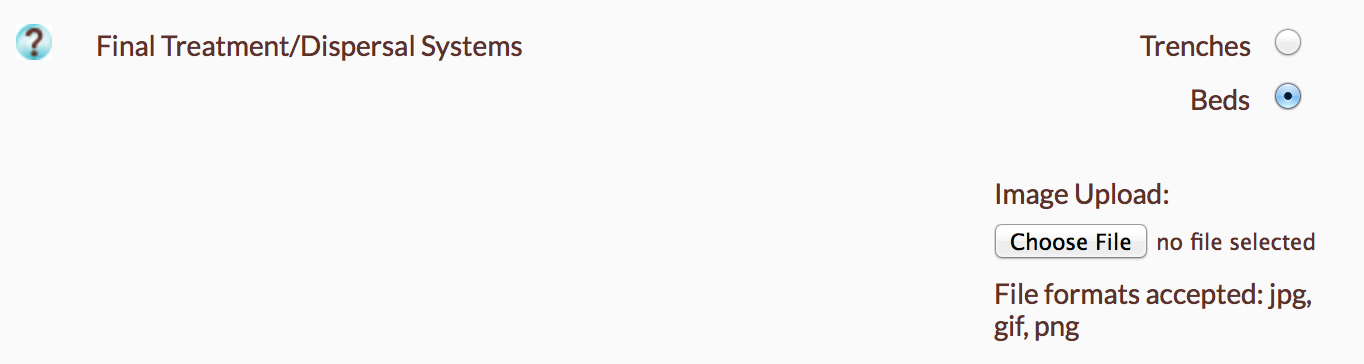 ?
Final Treatment/Dispersal Systems
Trenches
Beds
Image Upload:
Choose File no file selected
File formats accepted: jpg,
gif, png